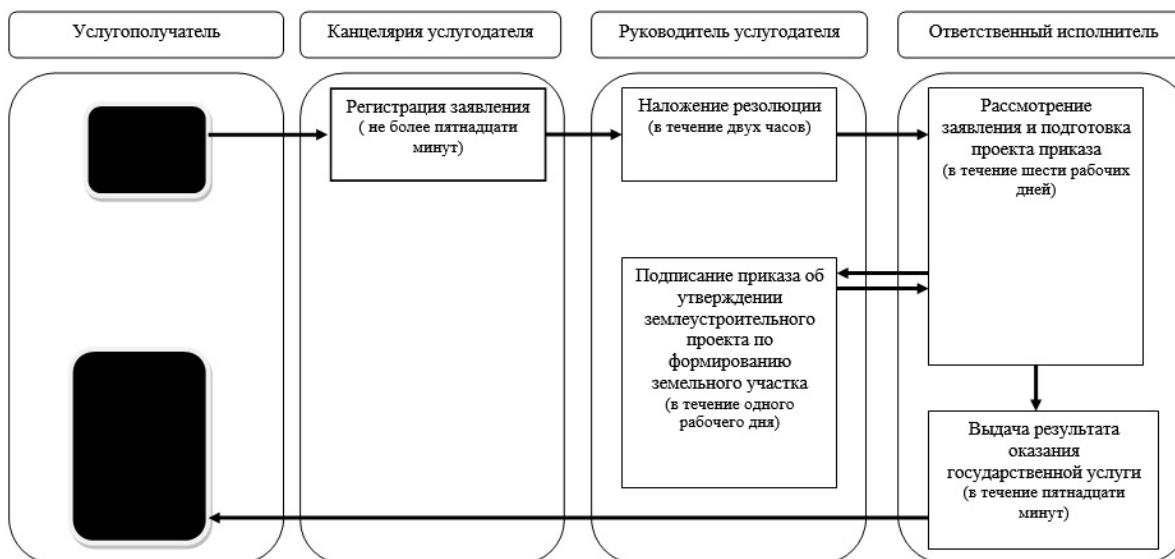 Услугополучатель
Канцелярия услугодателя
Руководитель услугодателя
Ответственный исполнитель
Регистрация заявления
( не более пятнадцати
минут)
Наложение резолюции
(в течение двух часов)
Рассмотрение
заявления и подготовка
проекта приказа
(в течение шести рабочих
дней)
Подписание приказа об
утверждении
землеустроительного
проекта по
формированию
земельного участка
(в течение одного
рабочего дня)
Выдача результата
оказания
государственной услуги
(в течение пятнадцати
минут)